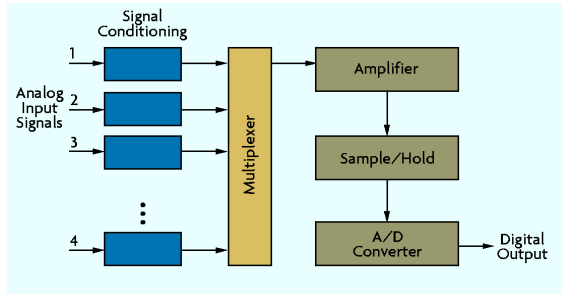 Signal
Conditioning
Analog
Input
Signals
1
2
3
4
Multiplexer
Amplifier
Sample/Hold
A/D
Converter
Digital
Output